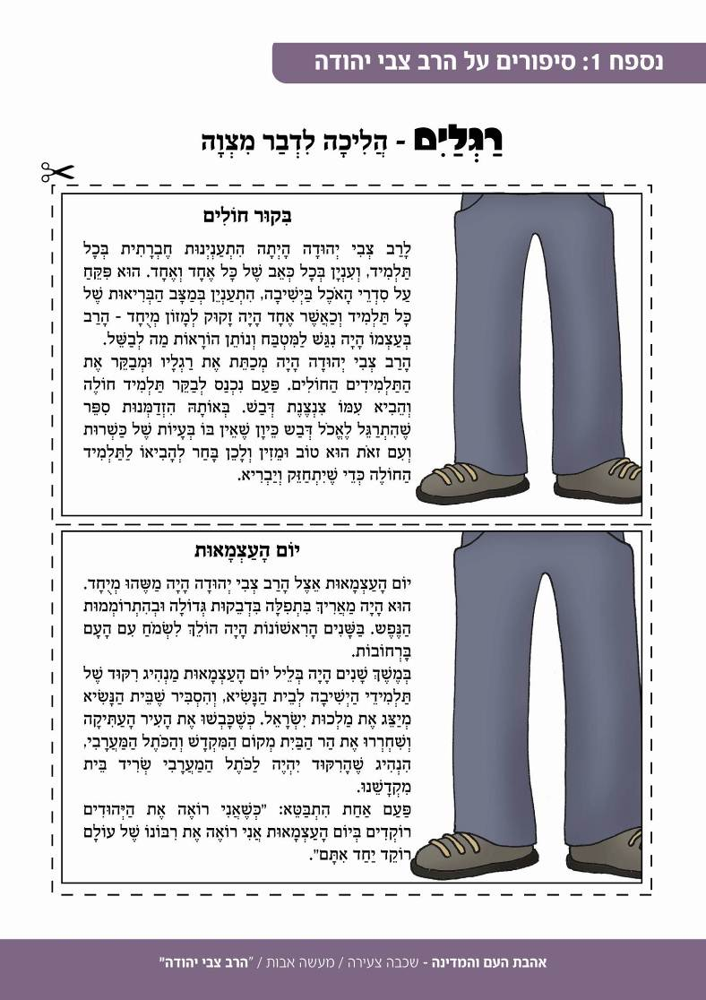 נספח 1: סיפורים על הרב צבי יהודה
רַגְלַיִם - הֲלִיכָה לִדְבַר מִצְוָה
בִּקּוּר חוֹלִים
לָרַב צְבִי יְהוּדָה הָיְתָה הִתְעַנְיְנוּת חֶבְרָתִית בְּכָל
תַּלְמִיד, וְעִנְיָן בְּכָל כְּאֵב שֶׁל כָּל אֶחָד וְאֶחָד. הוּא פִּקֵּחַ
עַל סִדְרֵי הָאֹכֶל בַּיְּשִׁיבָה, הִתְעַנְיֵן בְּמַצַּב הַבְּרִיאוּת שֶׁל
כָּל תַּלְמִיד וְכַאֲשֶׁר אֶחָד הָיָה זָקוּק לְמָזוֹן מְיֻחָד - הָרַב
בְּעַצְמוֹ הָיָה נִגַּשׁ לַמִּטְבַּח וְנוֹתֵן הוֹרָאוֹת מַה לְבַשֵּׁל.
הָרַב צְבִי יְהוּדָה הָיָה מְכַתֵּת אֶת רַגְלָיו וּמְבַקֵּר אֶת
הַתַּלְמִידִים הַחוֹלִים. פַּעַם נִכְנַס לְבַקֵּר תַּלְמִיד חוֹלֶה
וְהֵבִיא עִמּוֹ צִנְצֶנֶת דְּבַשׁ. בְּאוֹתָהּ הִזְדַּמְּנוּת סִפֵּר
שֶׁהִתְרַגֵּל לֶאֱכֹל דְּבַשׁ כֵּיוָן שֶׁאֵין בּוֹ בְּעָיוֹת שֶׁל כַּשְׁרוּת
וְעִם זֹאת הוּא טוֹב וּמֵזִין וְלָכֵן בָּחַר לְהָבִיאוֹ לַתַּלְמִיד
הַחוֹלֶה כְּדֵי שֶׁיִּתְחַזֵּק וְיַבְרִיא.
יוֹם הָעַצְמָאוּת
יוֹם הָעַצְמָאוּת אֵצֶל הָרַב צְבִי יְהוּדָה הָיָה מַשֶּׁהוּ מְיֻחָד.
הוּא הָיָה מַאֲרִיךְ בִּתְפִלָּה בִּדְבֵקוּת גְּדוֹלָה וּבְהִתְרוֹמְמוּת
הַנֶּפֶשׁ. בַּשָּׁנִים הָרִאשׁוֹנוֹת הָיָה הוֹלֵךְ לִשְׂמֹחַ עִם הָעָם
בָּרְחוֹבוֹת.
בְּמֶשֶׁךְ שָׁנִים הָיָה בְּלֵיל יוֹם הָעַצְמָאוּת מַנְהִיג רִקּוּד שֶׁל
תַּלְמִידֵי הַיְּשִׁיבָה לְבֵית הַנָּשִׂיא, וְהִסְבִּיר שֶׁבֵּית הַנָּשִׂיא
מְיַצֵּג אֶת מַלְכוּת יִשְׂרָאֵל. כְּשֶׁכָּבְשׁוּ אֶת הָעִיר הָעַתִּיקָה
וְשִׁחְרְרוּ אֶת הַר הַבַּיִת מְקוֹם הַמִּקְדָּשׁ וְהַכֹּתֶל הַמַּעֲרָבִי,
הִנְהִיג שֶׁהָרִקּוּד יִהְיֶה לַכֹּתֶל הַמַּעֲרָבִי שְׂרִיד בֵּית
מִקְדָּשֵׁנוּ.
פַּעַם אַחַת הִתְבַּטֵּא: "כְּשֶׁאֲנִי רוֹאֶה אֶת הַיְּהוּדִים
רוֹקְדִים בְּיוֹם הָעַצְמָאוּת אֲנִי רוֹאֶה אֶת רִבּוֹנוֹ שֶׁל עוֹלָם
רוֹקֵד יַחַד אִתָּם".
אהבת העם והמדינה - שכבה צעירה / מעשה אבות / "הרב צבי יהודה"